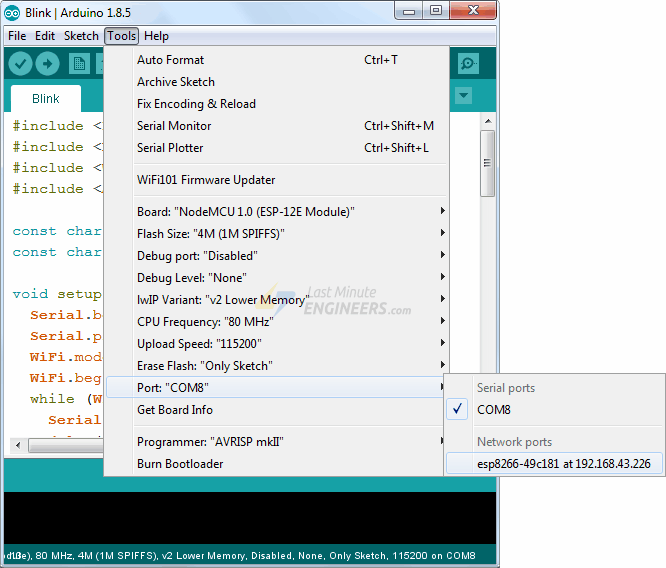 Blink | Arduino 1.8.5
File Edit Sketch Tools Help
Blink
Auto Format Ctrl+T
Archive Sketch
Fix Encoding & Reload
Serial Monitor Ctrl+Shift+M
Serial Plotter Ctrl+Shift+L
WiFi101 Firmware Updater
Board: "NodeMCU 1.0 (ESP-12E Module)"
Flash Size: "4M (1M SPIFFS)"
Debug port: "Disabled"
Debug Level: "None"
lwIP Variant: "v2 Lower Memory"
CPU Frequency: "80 MHz"
Upload Speed: "115200"
Erase Flash: "Only Sketch"
Port: "COM8"
Get Board Info
Programmer: "AVRISP mkII"
Burn Bootloader
Serial ports
COM8
Network ports
esp8266-49c181 at 192.168.43.226
#include <
#include <
#include <
#include <
const char
const char
void setup
Serial.b
Serial.p
WiFi.mod
WiFi.beg
while (W
Serial
Last Minute
ENGINEERS.com
), 80 MHz, 4M (1M SPIFFS), v2 Lower Memory, Disabled, None, Only Sketch, 115200 on COM8